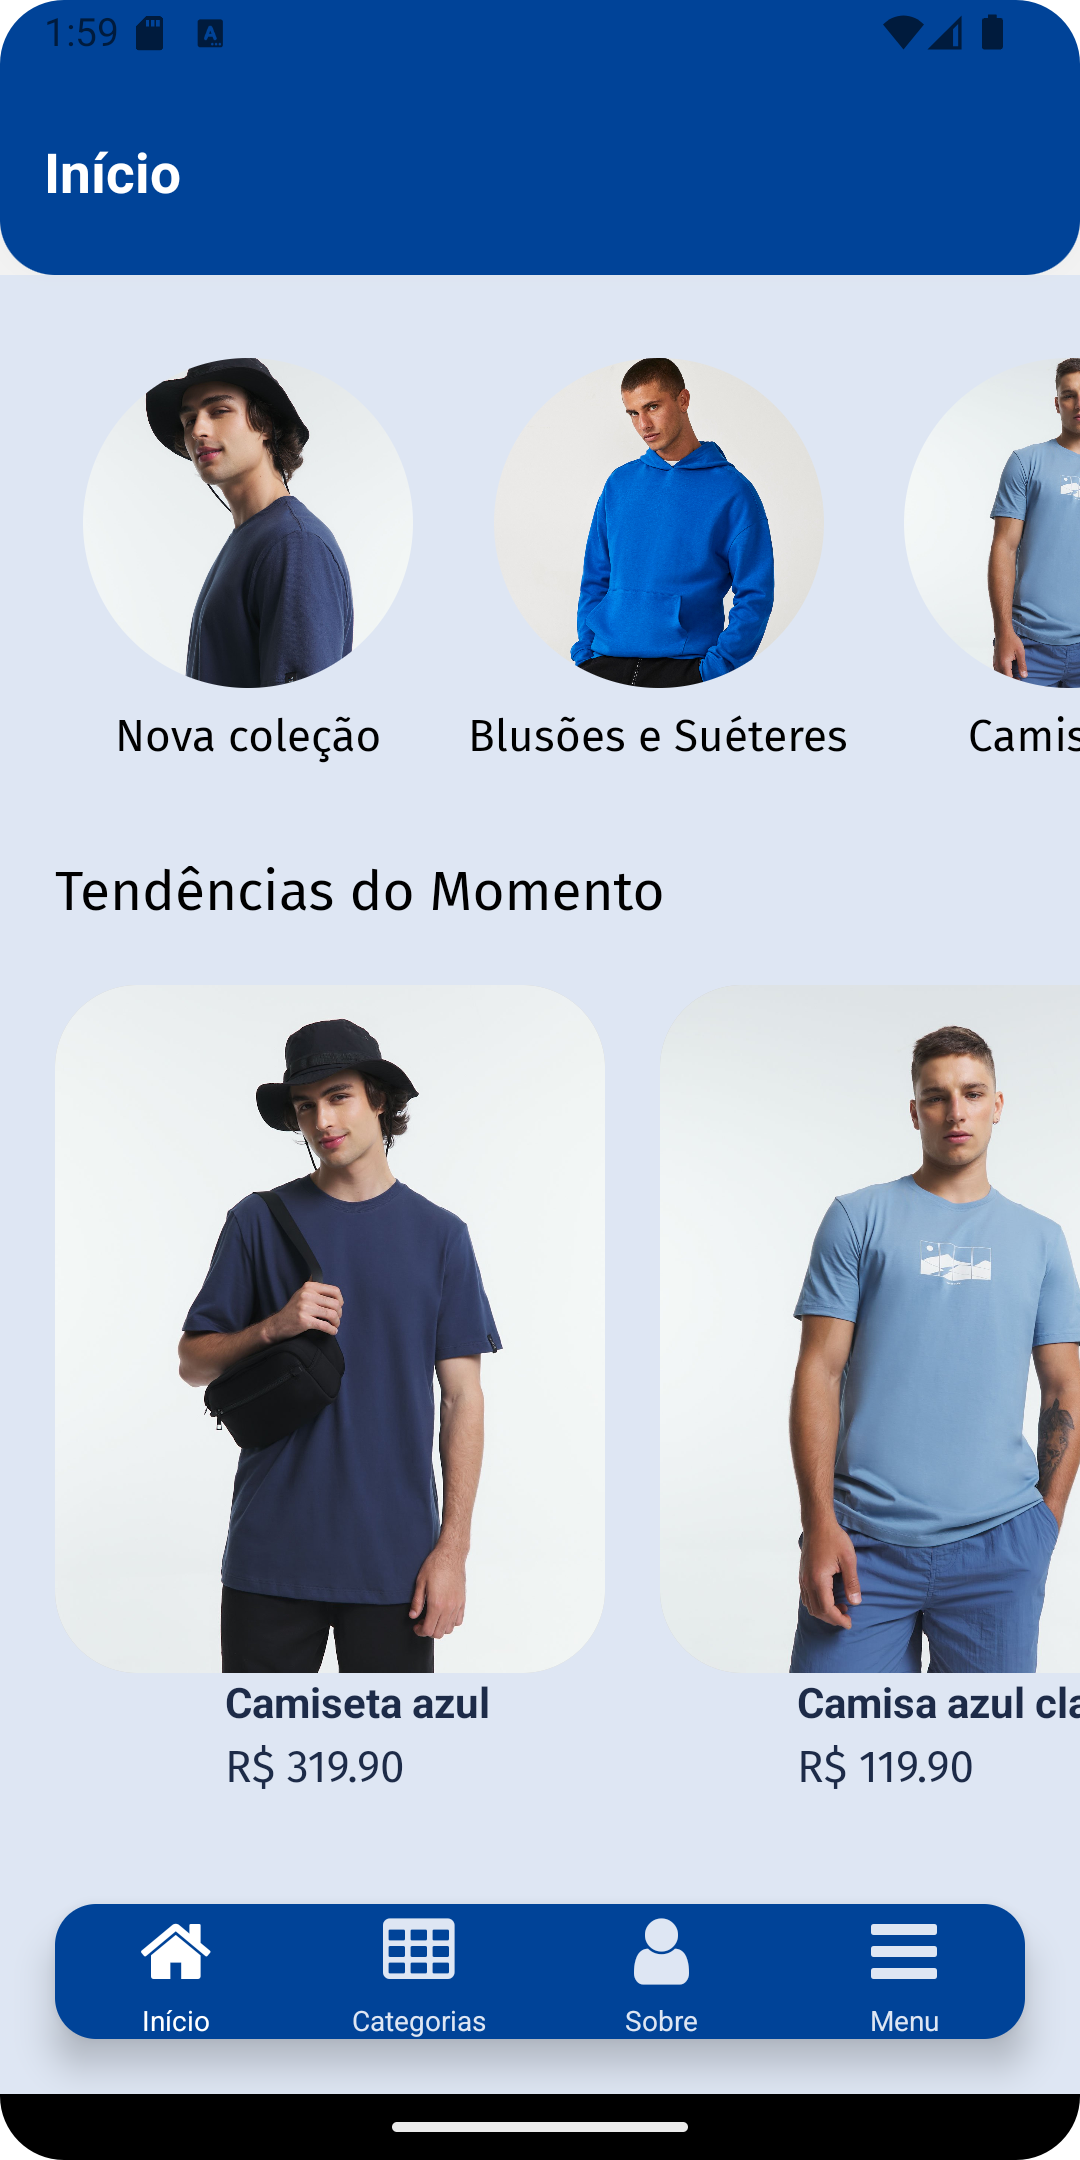 1:59
Início
Nova coleção
Blusões e Suéteres
Camis
Tendências do Momento
Camiseta azul
R$ 319.90
Camisa azul cla
R$ 119.90
Início
Categorias
Sobre
Menu